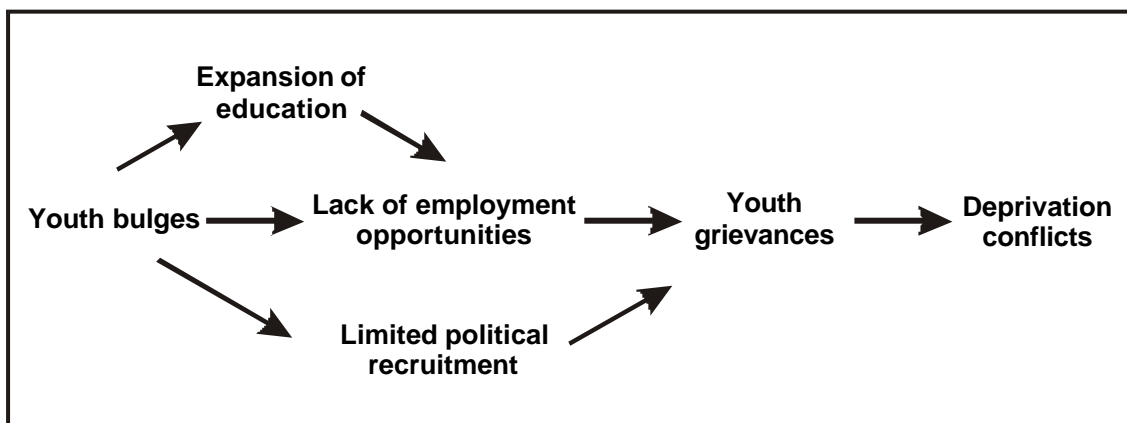 Expansion of
education
Youth bulges
Lack of employment
opportunities
Youth
grievances
Deprivation
conflicts
Limited political
recruitment